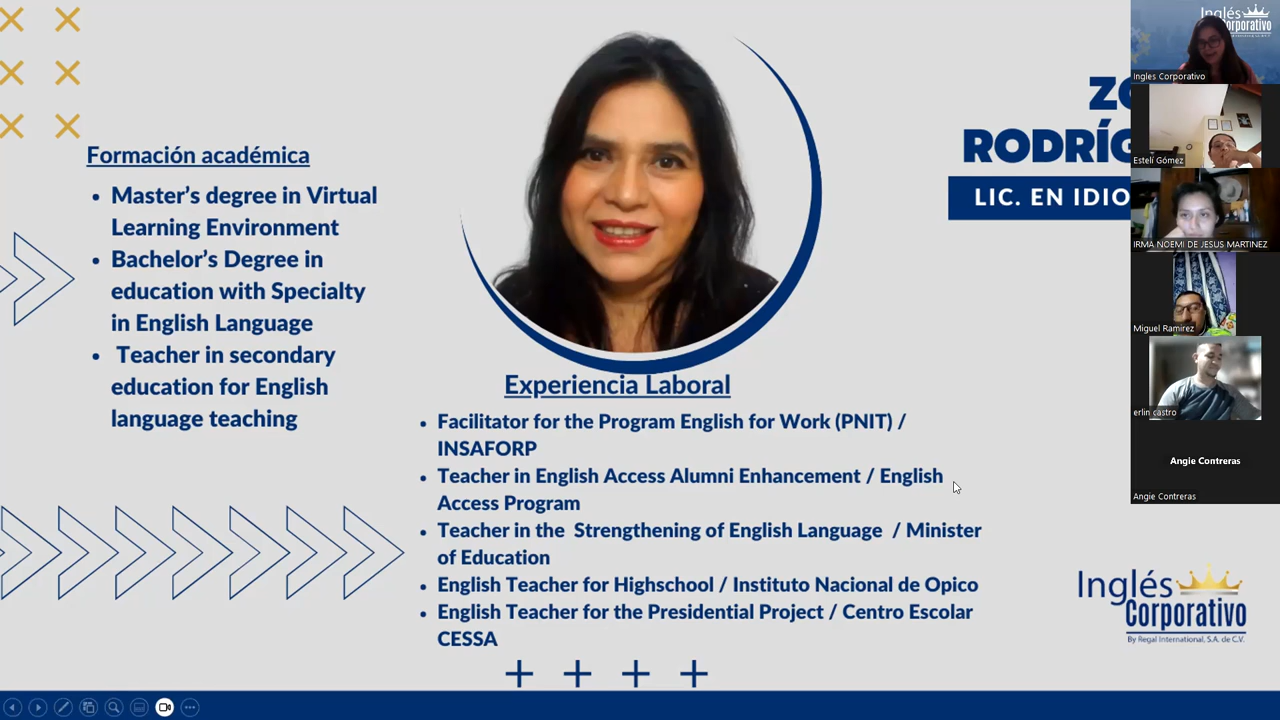 Formación académica
• Master's degree in Virtual
Learning Environment
• Bachelor's Degree in
education with Specialty
in English Language
• Teacher in secondary
education for English
language teaching
Experiencia Laboral
• Facilitator for the Program English for Work (PNIT) /
INSAFORP
• Teacher in English Access Alumni Enhancement / English
Access Program
• Teacher in the Strengthening of English Language / Minister
of Education
• English Teacher for Highschool / Instituto Nacional de Opico
• English Teacher for the Presidential Project / Centro Escolar
CESSA
LIC. EN
Inglés
Corporativo
By Regal International, S.A. de C.V.
Inglés
Corporativo
Ingles Corporativo
Estelí Gómez
IRMA NOEMI DE JESUS MARTINEZ
Miguel Ramirez
erlin castro
Angie Contreras
Angie Contreras